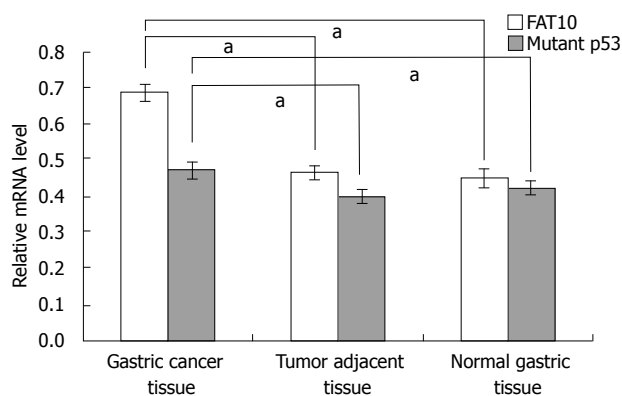 FAT10
Mutant p53
a
a
a
a
Relative mRNA level
0.8
0.7
0.6
0.5
0.4
0.3
0.2
0.1
0.0
Gastric cancer
tissue
Tumor adjacent
tissue
Normal gastric
tissue